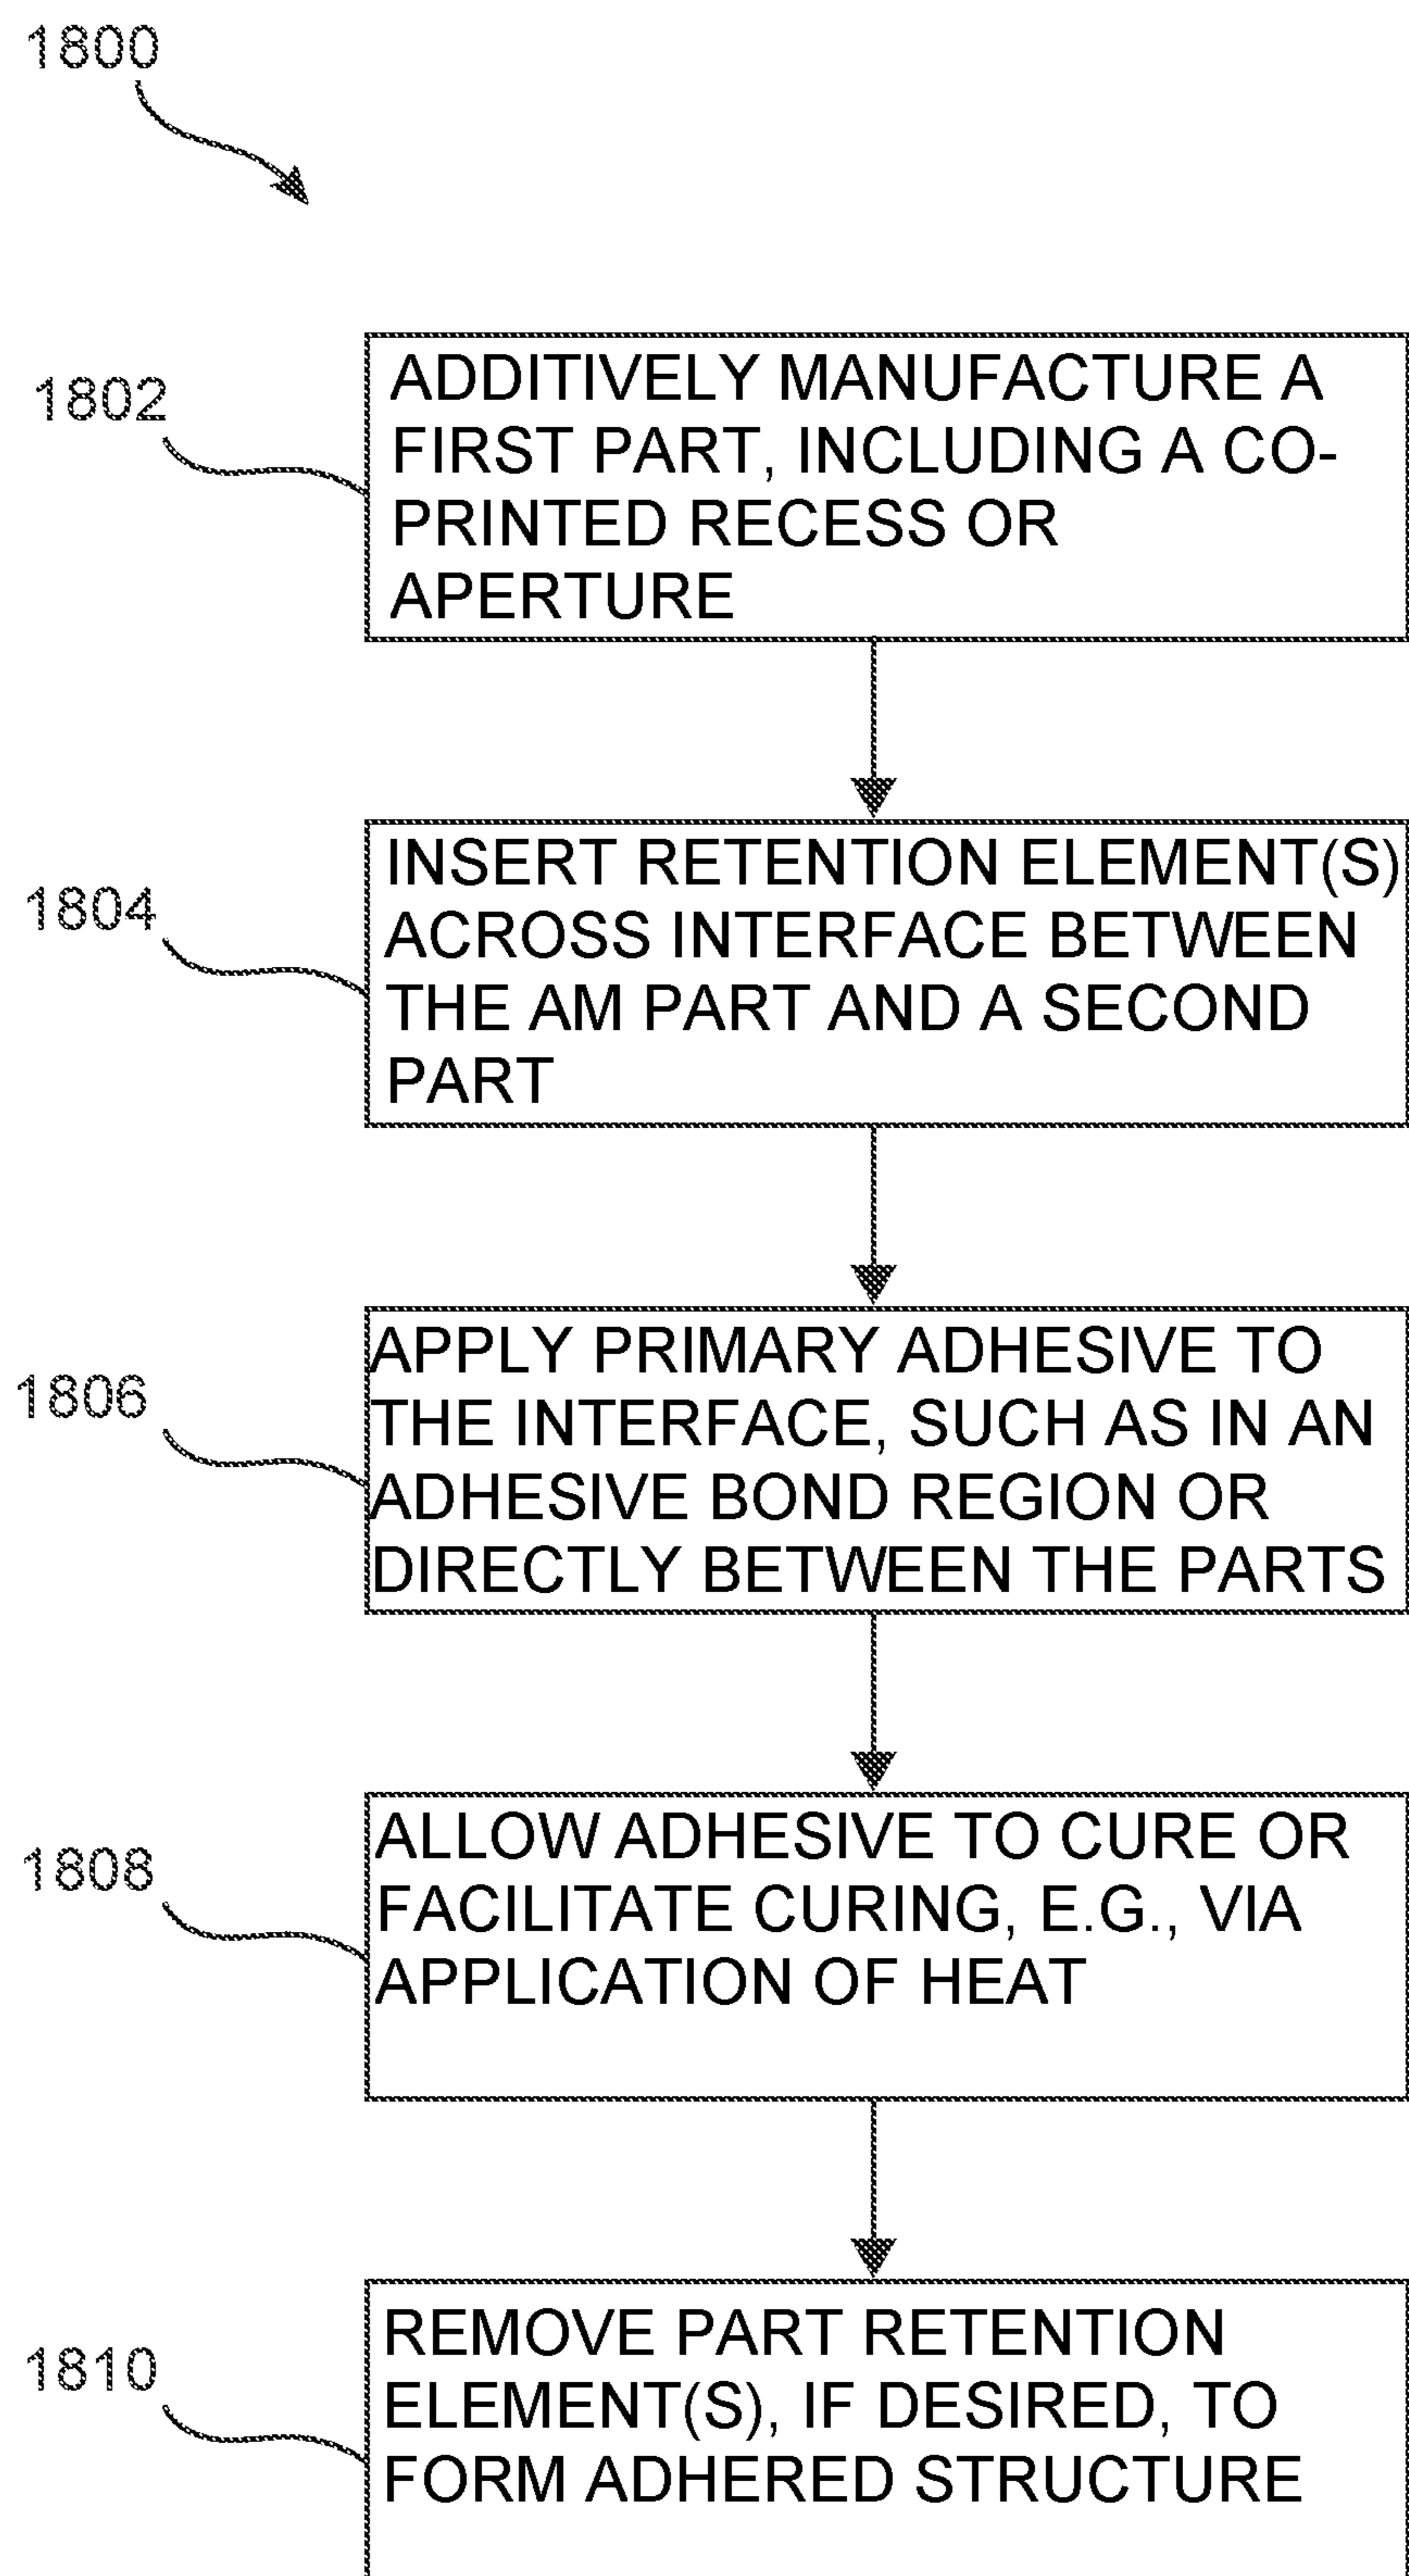 1800
1802
ADDITIVELY MANUFACTURE A
FIRST PART, INCLUDING A CO-
PRINTED RECESS OR
APERTURE
1804
INSERT RETENTION ELEMENT(S)
ACROSS INTERFACE BETWEEN
THE AM PART AND A SECOND
PART
1806
APPLY PRIMARY ADHESIVE TO
THE INTERFACE, SUCH AS IN AN
ADHESIVE BOND REGION OR
DIRECTLY BETWEEN THE PARTS
1808
ALLOW ADHESIVE TO CURE OR
FACILITATE CURING, E.G., VIA
APPLICATION OF HEAT
1810
REMOVE PART RETENTION
ELEMENT(S), IF DESIRED, TO
FORM ADHERED STRUCTURE